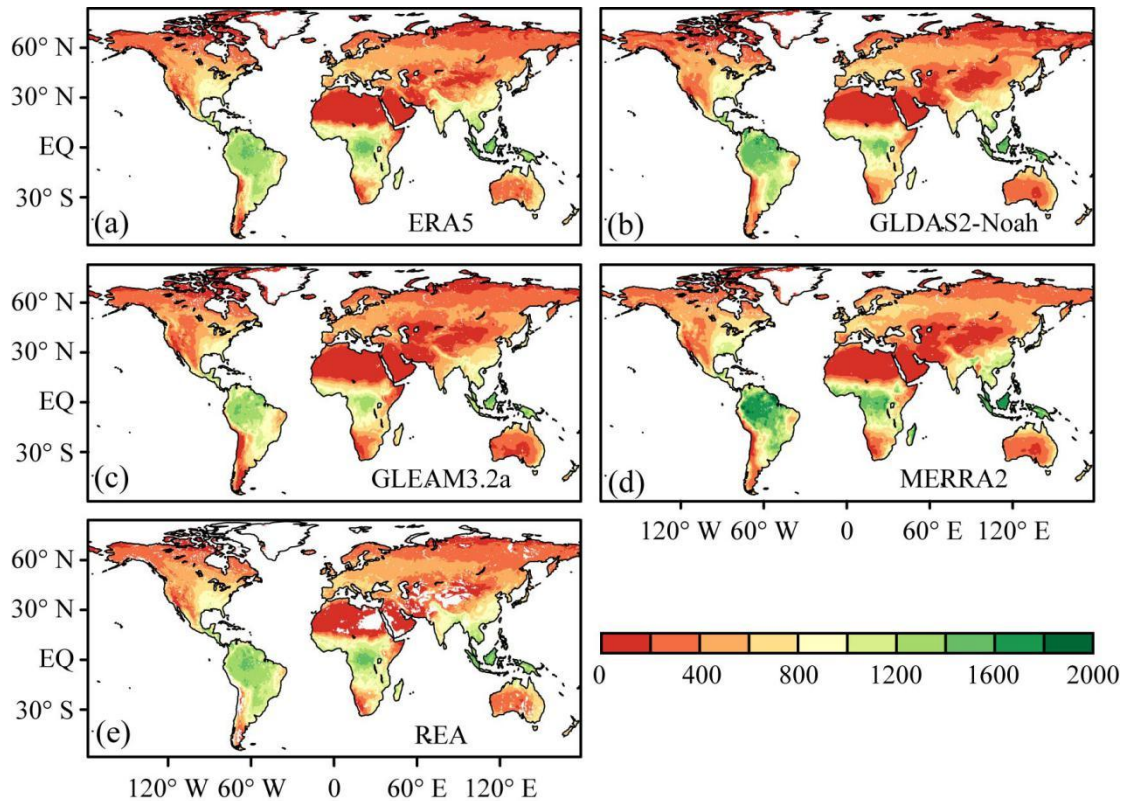 60° N
30° N
EQ
30° S
(a)
ERA5
(b)
GLDAS2-Noah
60° N
30° N
EQ
30° S
(c)
GLEAM3.2a
(d)
MERRA2
120° W 60° W 0 60° E 120° E
60° N
30° N
EQ
30° S
(e)
REA
120° W 60° W 0 60° E 120° E
0 400 800 1200 1600 2000